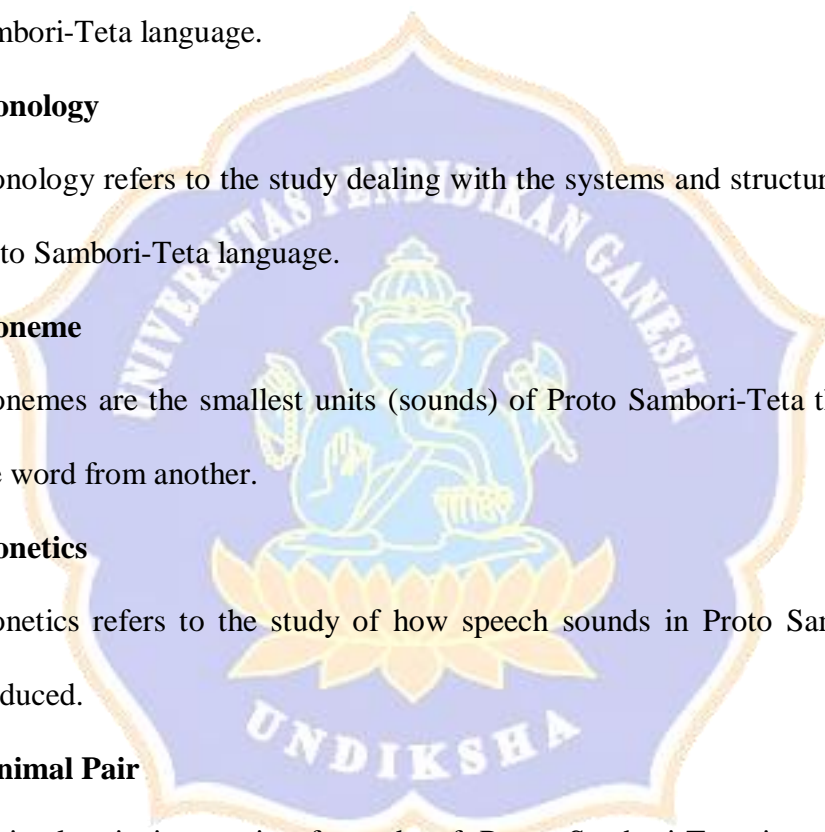 mbori-Teta language.
onology
onology refers to the study dealing with the systems and structur
to Sambori-Teta language.
oneme
onemes are the smallest units (sounds) of Proto Sambori-Teta t
e word from another.
onetics
onetics refers to the study of how speech sounds in Proto Sam
duced.
nimal Pair
UNIVERSITAS PENDIDIKAN GANESH
UNDIKSHA